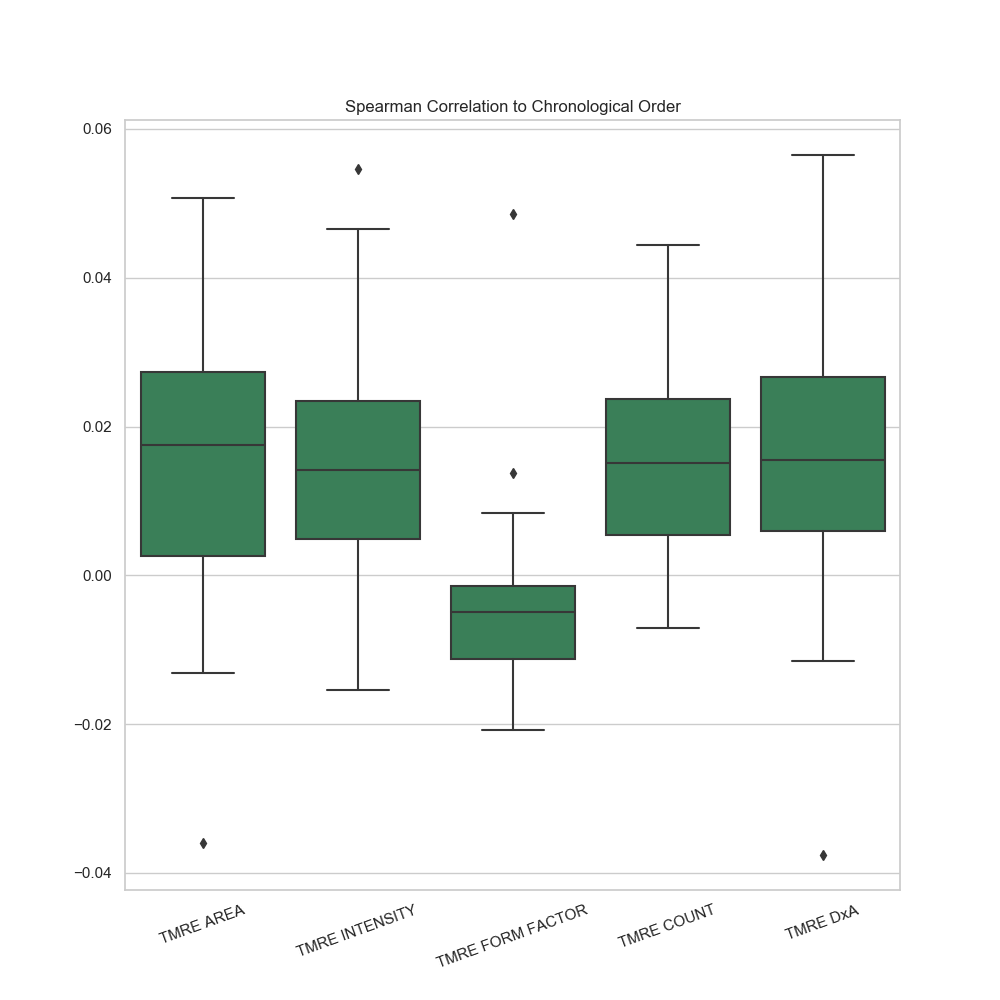 Spearman Correlation to Chronological Order
0.06
0.04
0.02
0.00
−0.02
−0.04
TMRE AREA
TMRE INTENSITY
TMRE FORM FACTOR
TMRE COUNT
TMRE DxA